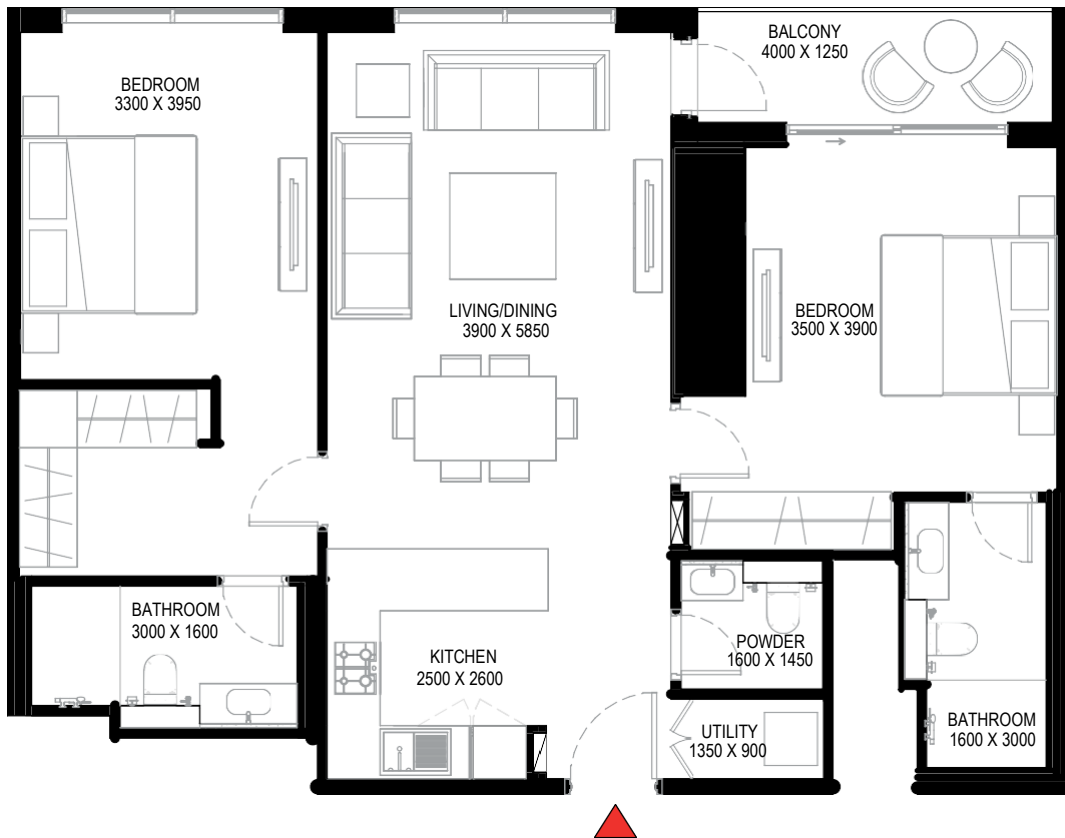 BALCONY
4000 X 1250
BEDROOM
3300 X 3950
LIVING/DINING
3900 X 5850
BEDROOM
3500 X 3900
BATHROOM
3000 X 1600
KITCHEN
2500 X 2600
POWDER
1600 X 1450
UTILITY
1350 X 900
BATHROOM
1600 X 3000